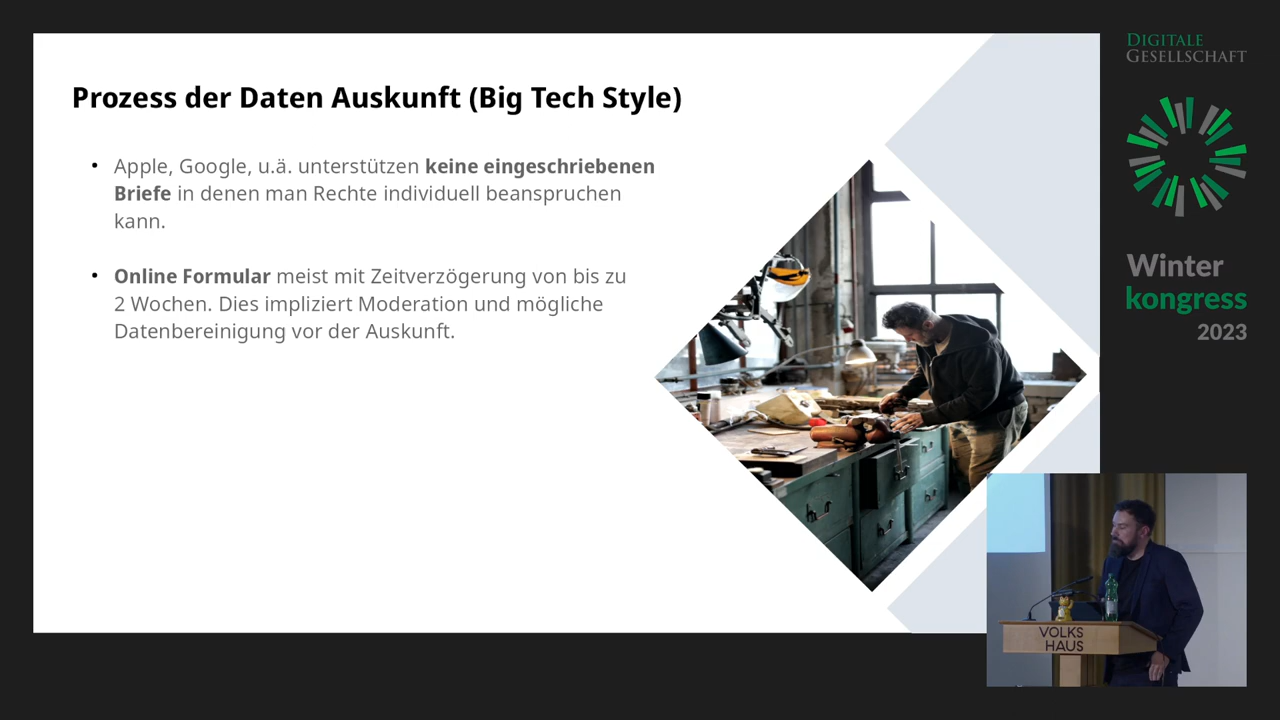 Prozess der Daten Auskunft (Big Tech Style)
• Apple, Google, u.ä. unterstützen keine eingeschriebenen
Briefe in denen man Rechte individuell beanspruchen
kann.
• Online Formular meist mit Zeitverzögerung von bis zu
2 Wochen. Dies impliziert Moderation und mögliche
Datenbereinigung vor der Auskunft.
DIGITALE
GESELLSCHAFT
Winter
kongress
2023
VOLKS
HAUS